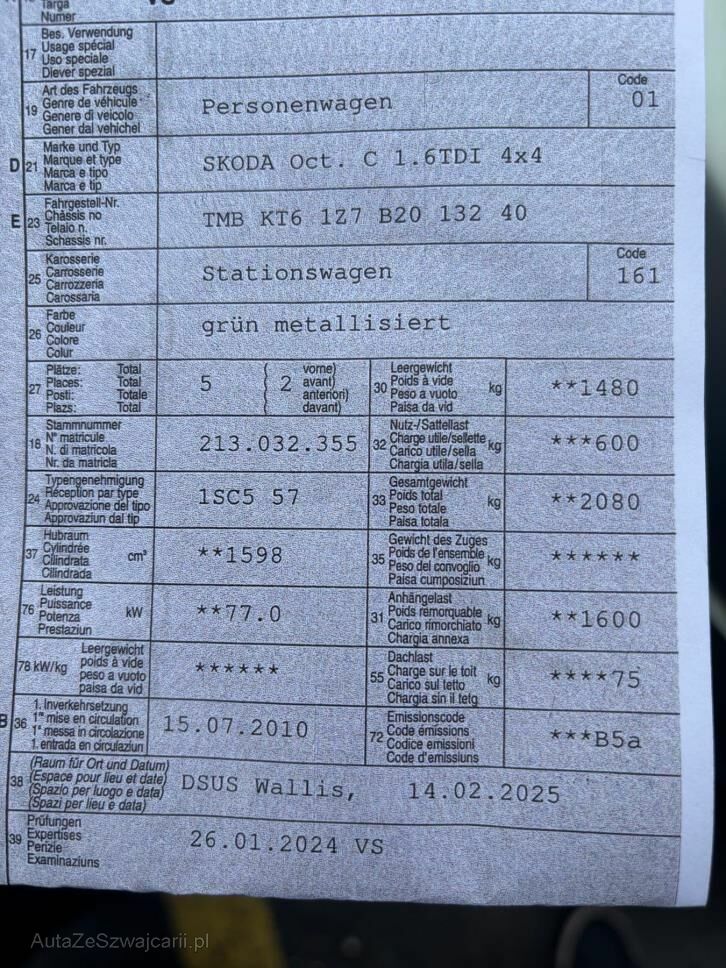 Targa
Numer
17 Bes. Verwendung
Usage spécial
Uso speciale
Diever spezial
19 Art des Fahrzeugs
Genre de véhicule
Genere di veicolo
Gener dal vehichel
Personenwagen
Code
01
D 21 Marke und Typ
Marque et type
Marca e tipo
Marca e tip
SKODA Oct. C 1.6TDI 4x4
E 23 Fahrgestell-Nr.
Châssis no
Telaio n.
Schassis nr.
TMB KT6 1Z7 B20 132 40
25 Karosserie
Carrosserie
Carrozzeria
Carossaria
Stationswagen
Code
161
26 Farbe
Couleur
Colore
Colur
grün metallisiert
27 Plätze: Total
Places: Total
Posti: Totale
Plazs: Total
5 ( 2 vorne)
avant)
anteriori)
davant)
30 Leergewicht
Poids à vide
Peso a vuoto
Paisa da vid
kg
**1480
18 Stammnummer
N° matricule
N. di matricola
Nr. da matricla
213.032.355
32 Nutz-/Sattellast
Charge utile/sellette
Carico utile/sella
Chargia utila/sella
kg
***600
24 Typengenehmigung
Réception par type
Approvazione del tipo
Approvaziun dal tip
1SC5 57
33 Gesamtgewicht
Poids total
Peso totale
Paisa totala
kg
**2080
37 Hubraum
Cylindrée
Cilindrata
Cilindrada
cm³
**1598
35 Gewicht des Zuges
Poids de l'ensemble
Peso del convoglio
Paisa cumposiziun
kg
******
76 Leistung
Puissance
Potenza
Prestaziun
kW
**77.0
31 Anhängelast
Poids remorquable
Carico rimorchiato
Chargia annexa
kg
**1600
78 kW/kg
Leergewicht
poids à vide
peso a vuoto
paisa da vid
******
55 Dachlast
Charge sur le toit
Carico sul tetto
Chargia sin il tetg
kg
****75
B 36 1. Inverkehrsetzung
1re mise en circulation
1a messa in circolazione
1. entrada en circulaziun
15.07.2010
72 Emissionscode
Code émissions
Codice emissioni
Code d'emissiuns
***B5a
38 (Raum für Ort und Datum)
(Espace pour lieu et date)
(Spazio per luogo e data)
(Spazi per lieu e data)
DSUS Wallis, 14.02.2025
39 Prüfungen
Expertises
Perizie
Examinaziuns
26.01.2024 VS
AutaZeSzwajcarii.pl